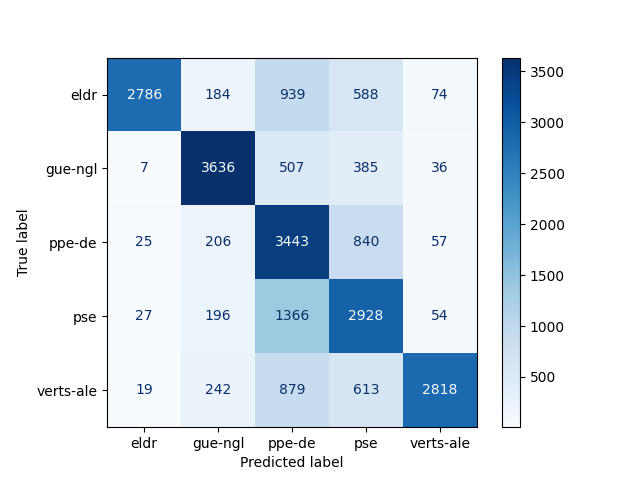 eldr 2786 184 939 588 74
gue-ngl 7 3636 507 385 36
ppe-de 25 206 3443 840 57
pse 27 196 1366 2928 54
verts-ale 19 242 879 613 2818
eldr gue-ngl ppe-de pse verts-ale
Predicted label
True label
3500
3000
2500
2000
1500
1000
500